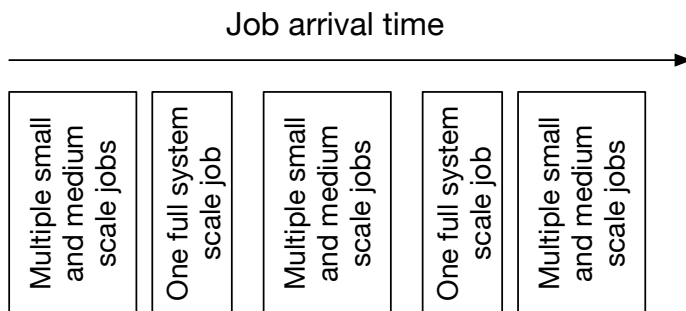 Job arrival time
Multiple small
and medium
scale jobs
One full system
scale job
Multiple small
and medium
scale jobs
One full system
scale job
Multiple small
and medium
scale jobs